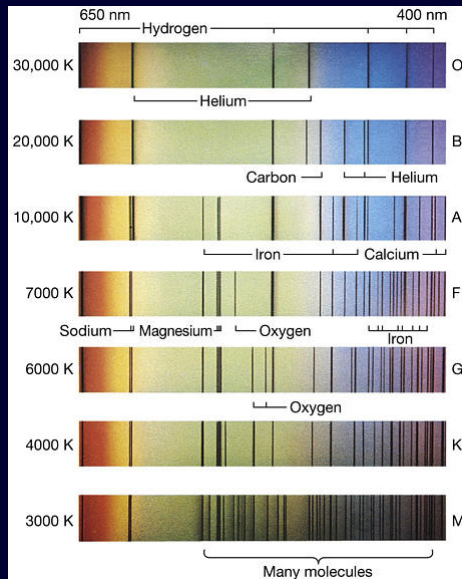 650 nm 400 nm
Hydrogen
30,000 K O
Helium
20,000 K B
Carbon Helium
10,000 K A
Iron Calcium
7000 K F
Sodium Magnesium Oxygen Iron
6000 K G
Oxygen
4000 K K
3000 K M
Many molecules